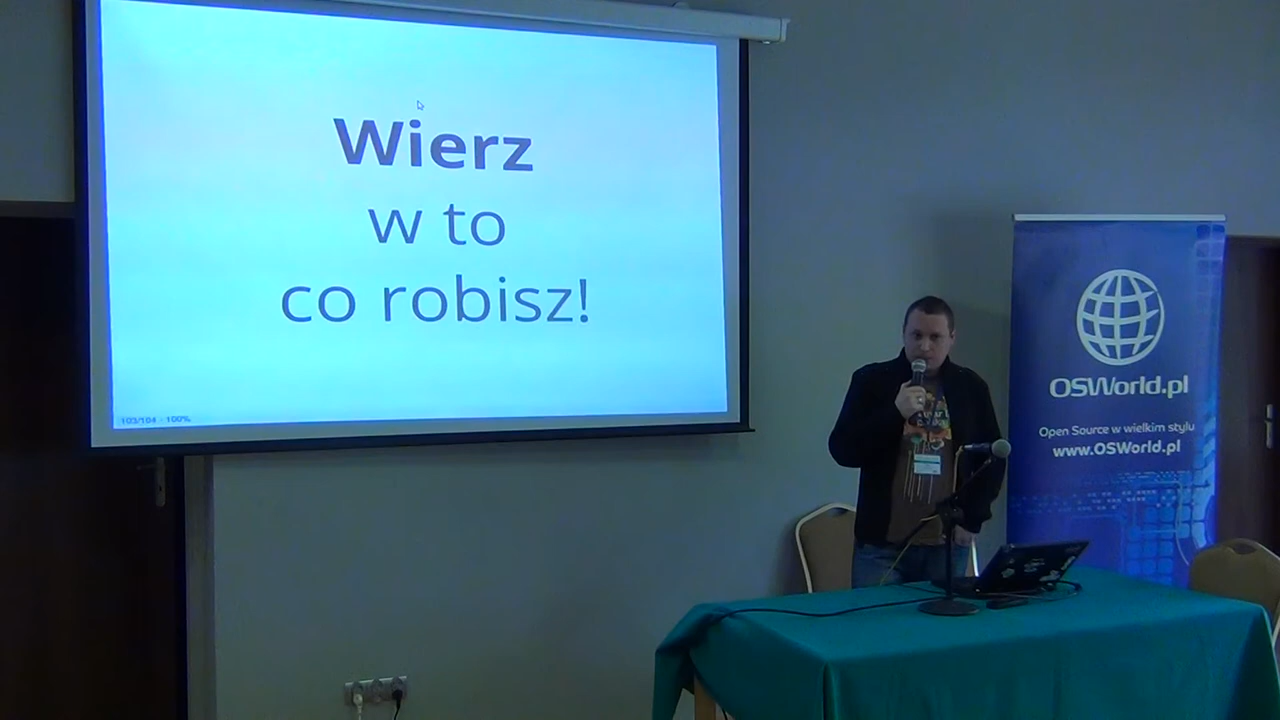 Wierz
w to
co robisz!
103/104 - 100%
OSWorld.pl
Open Source w wielkim stylu
www.OSWorld.pl